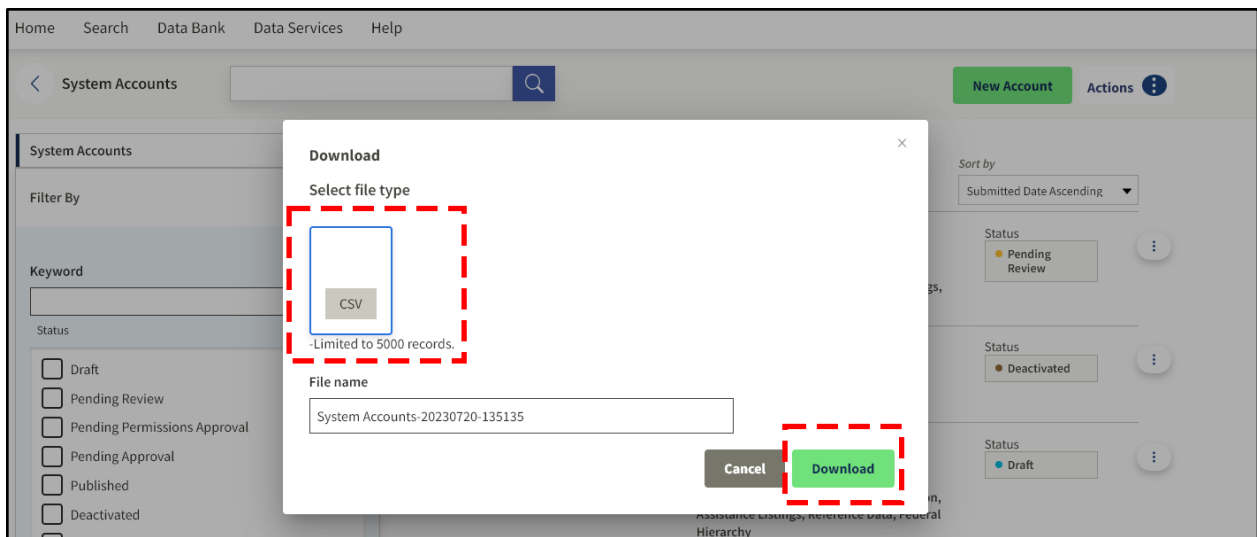 Home Search Data Bank Data Services Help
System Accounts
New Account Actions
System Accounts
Filter By
Keyword
Status
Draft
Pending Review
Pending Permissions Approval
Pending Approval
Published
Deactivated
Download
Select file type
CSV
-Limited to 5000 records.
File name
System Accounts-20230720-135135
Cancel Download
Sort by
Submitted Date Ascending
Status
Pending
Review
Status
Deactivated
Status
Draft
Assistance Listings, Reference Data, Federal
Hierarchy